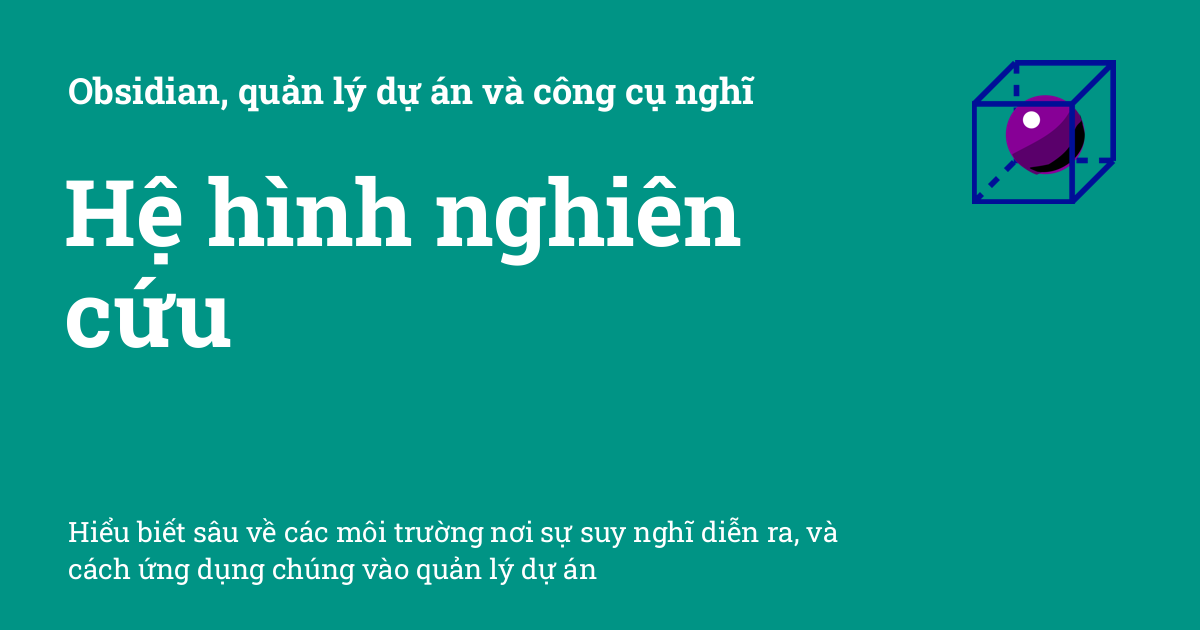 Obsidian, quản lý dự án và công cụ nghĩ
Hệ hình nghiên
cứu
Hiểu biết sâu về các môi trường nơi sự suy nghĩ diễn ra, và
cách ứng dụng chúng vào quản lý dự án